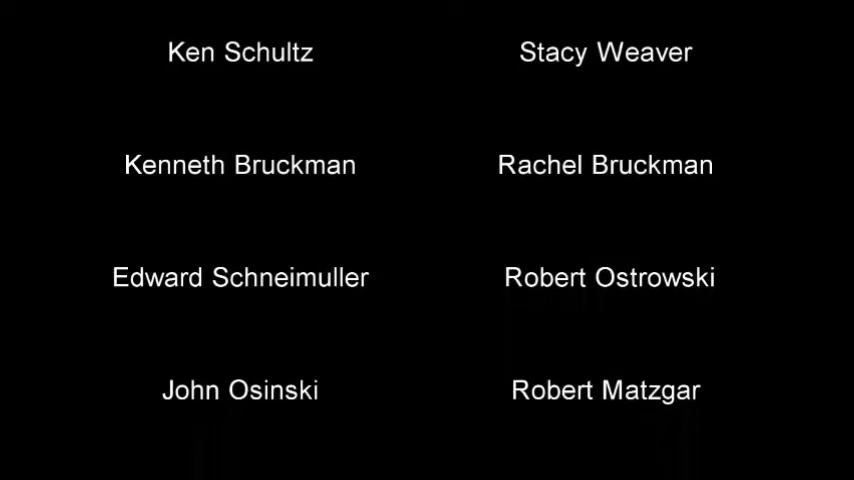 Ken Schultz Stacy Weaver
Kenneth Bruckman Rachel Bruckman
Edward Schneimuller Robert Ostrowski
John Osinski Robert Matzgar